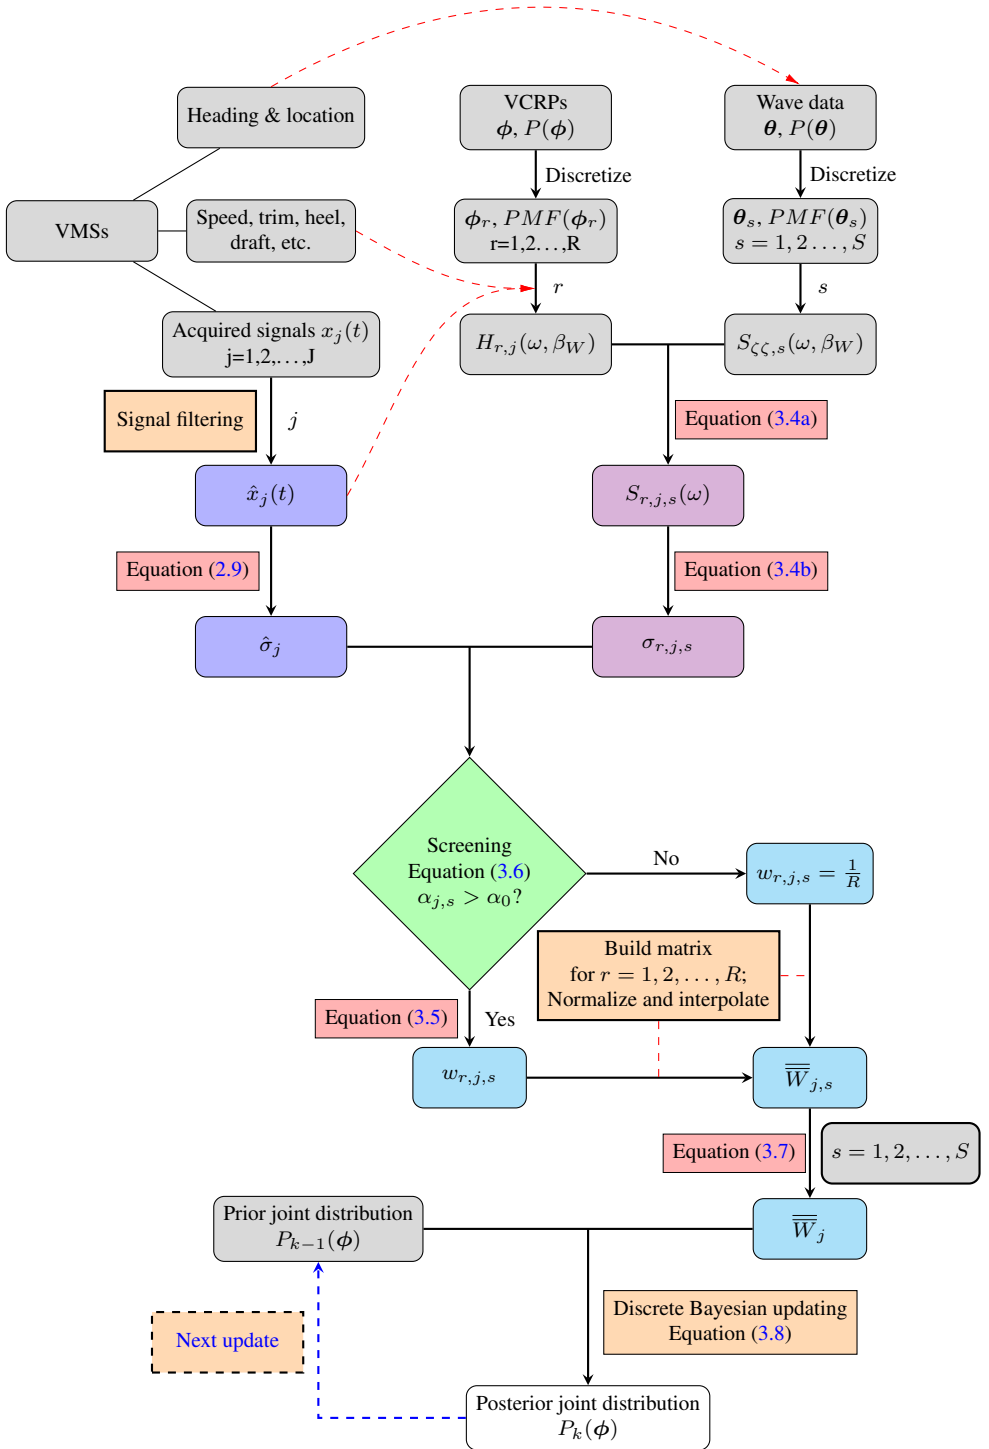 Heading & location
VCRPs
ϕ, P(ϕ)
Wave data
θ, P(θ)
Discretize
Discretize
VMSs
Speed, trim, heel,
draft, etc.
ϕ_r, PMF(ϕ_r)
r=1,2…,R
θ_s, PMF(θ_s)
s = 1, 2 …, S
r
s
Acquired signals x_j(t)
j=1,2,…,J
H_{r,j}(ω, β_W)
S_{ζζ,s}(ω, β_W)
Signal filtering
j
Equation (3.4a)
x̂_j(t)
S_{r,j,s}(ω)
Equation (2.9)
Equation (3.4b)
σ̂_j
σ_{r,j,s}
Screening
Equation (3.6)
α_{j,s} > α_0?
No
w_{r,j,s} = 1/R
Build matrix
for r = 1, 2, …, R;
Normalize and interpolate
Equation (3.5)
Yes
w_{r,j,s}
W̿_{j,s}
Equation (3.7)
s = 1, 2, …, S
Prior joint distribution
P_{k−1}(ϕ)
W̿_j
Next update
Discrete Bayesian updating
Equation (3.8)
Posterior joint distribution
P_k(ϕ)